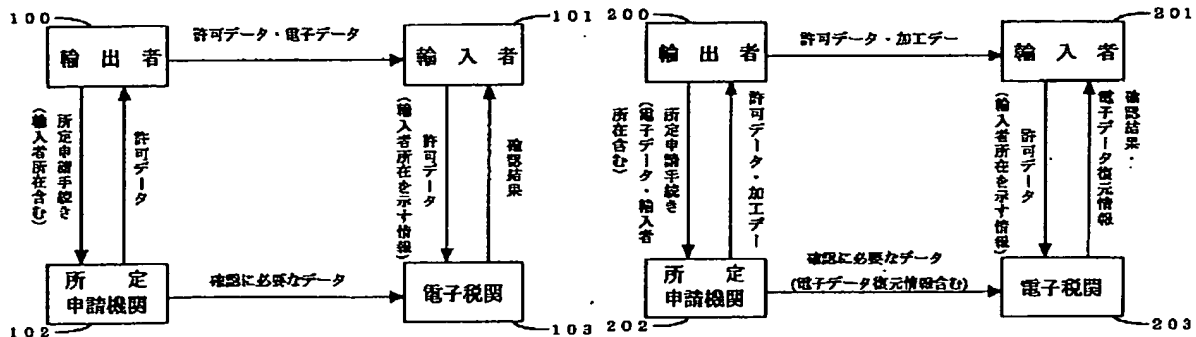 100
輸 出 者
許可データ・電子データ
101
輸 入 者
所定申請手続き
(輸入者所在含む)
許可データ
許可データ
(輸入者所在を示す情報)
確認結果
所 定
申請機関
102
確認に必要なデータ
電子税関
103
200
輸 出 者
許可データ・加工デー
201
輸 入 者
所定申請手続き
(電子データ・輸入者
所在含む)
許可データ・加工デー
許可データ
(輸入者所在を示す情報)
確認結果・
電子データ復元情報
所 定
申請機関
202
確認に必要なデータ
(電子データ復元情報含む)
電子税関
203